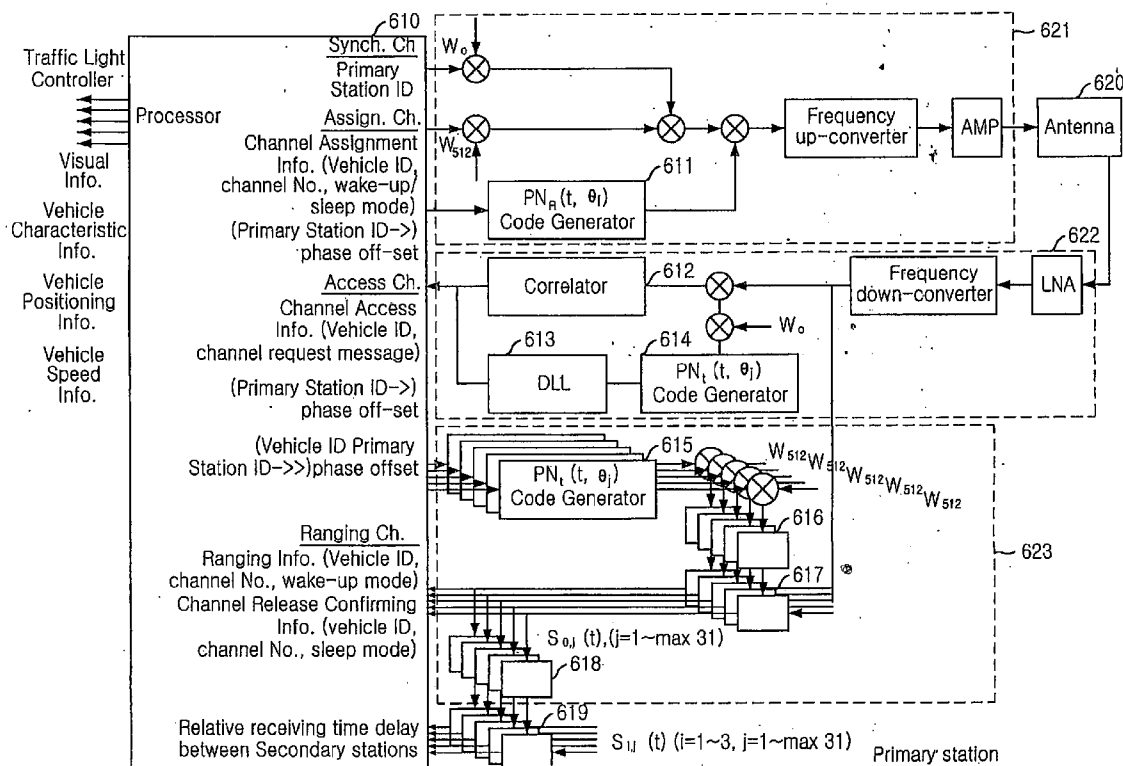 610
Synch. Ch
Primary
Station ID
W₀
621
620
Traffic Light
Controller
Processor
Assign. Ch.
Channel Assignment
Info. (Vehicle ID,
channel No., wake-up/
sleep mode)
(Primary Station ID->)
phase off-set
W₅₁₂
611
PN_R (t, θ_I)
Code Generator
Frequency
up-converter
AMP
Antenna
Visual
Info.
Vehicle
Characteristic
Info.
Vehicle
Positioning
Info.
Vehicle
Speed
Info.
622
Access Ch.
Channel Access
Info. (Vehicle ID,
channel request message)
(Primary Station ID->)
phase off-set
612
Correlator
Frequency
down-converter
LNA
W₀
613
DLL
614
PN_t (t, θ_j)
Code Generator
(Vehicle ID Primary
Station ID->>)phase offset
615
PN_t (t, θ_j)
Code Generator
W₅₁₂W₅₁₂W₅₁₂W₅₁₂W₅₁₂
616
617
623
Ranging Ch.
Ranging Info. (Vehicle ID,
channel No., wake-up mode)
Channel Release Confirming
Info. (vehicle ID,
channel No., sleep mode)
S₀,ⱼ (t),(j=1~max 31)
618
619
Relative receiving time delay
between Secondary stations
S_I,j (t) (i=1~3, j=1~max 31)
Primary station